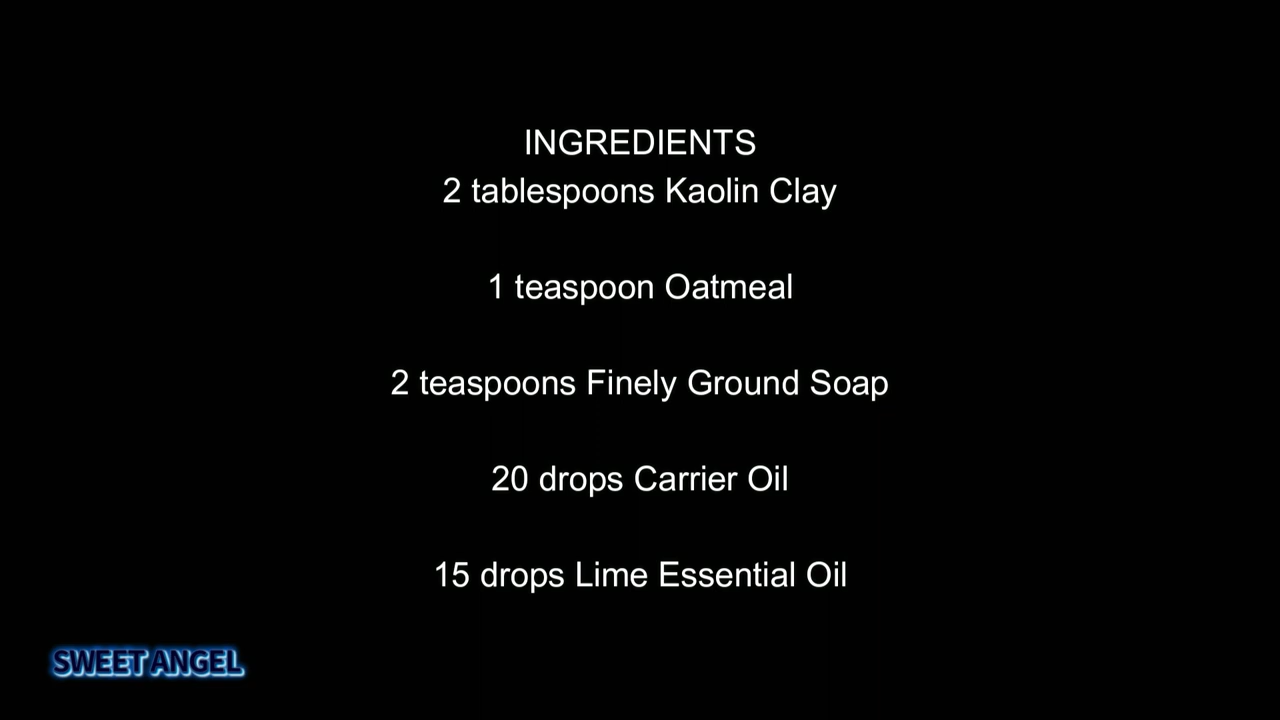 INGREDIENTS
2 tablespoons Kaolin Clay
1 teaspoon Oatmeal
2 teaspoons Finely Ground Soap
20 drops Carrier Oil
15 drops Lime Essential Oil
SWEET ANGEL